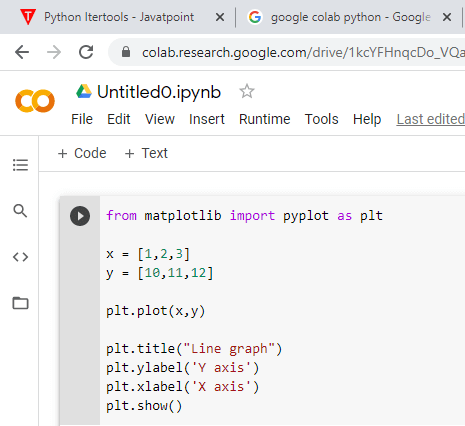 Python Itertools - Javatpoint
google colab python - Google
colab.research.google.com/drive/1kcYFHnqcDo_VQa
Untitled0.ipynb
File Edit View Insert Runtime Tools Help Last edited
+ Code + Text
from matplotlib import pyplot as plt
x = [1,2,3]
y = [10,11,12]
plt.plot(x,y)
plt.title("Line graph")
plt.ylabel('Y axis')
plt.xlabel('X axis')
plt.show()